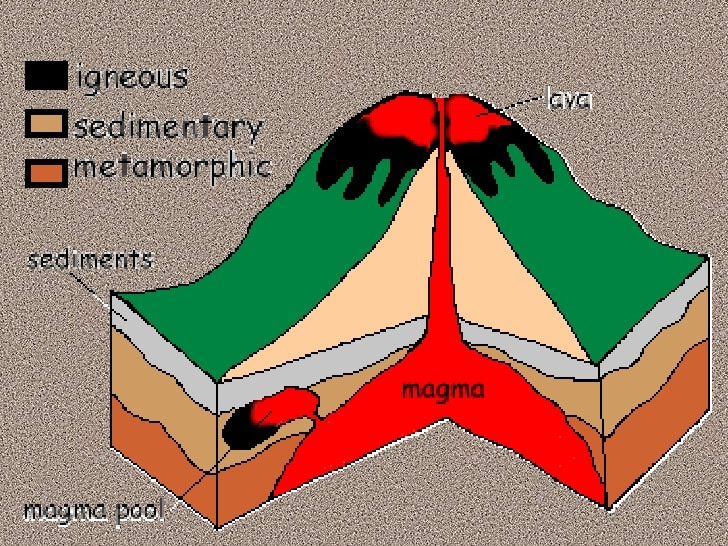 igneous
sedimentary
metamorphic
lava
sediments
magma
magma pool